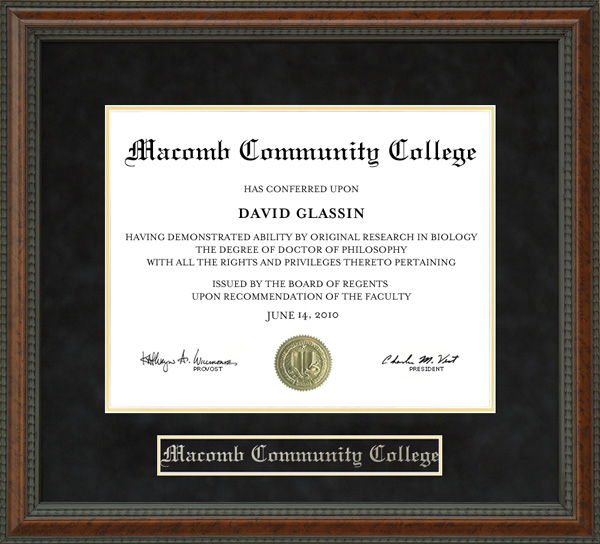 Macomb Community College
HAS CONFERRED UPON
DAVID GLASSIN
HAVING DEMONSTRATED ABILITY BY ORIGINAL RESEARCH IN BIOLOGY
THE DEGREE OF DOCTOR OF PHILOSOPHY
WITH ALL THE RIGHTS AND PRIVILEGES THERETO PERTAINING
ISSUED BY THE BOARD OF REGENTS
UPON RECOMMENDATION OF THE FACULTY
JUNE 14, 2010
PROVOST
PRESIDENT
Macomb Community College